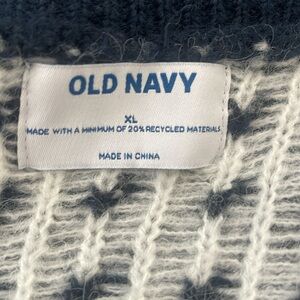 OLD NAVY
XL
MADE WITH A MINIMUM OF 20% RECYCLED MATERIALS
MADE IN CHINA